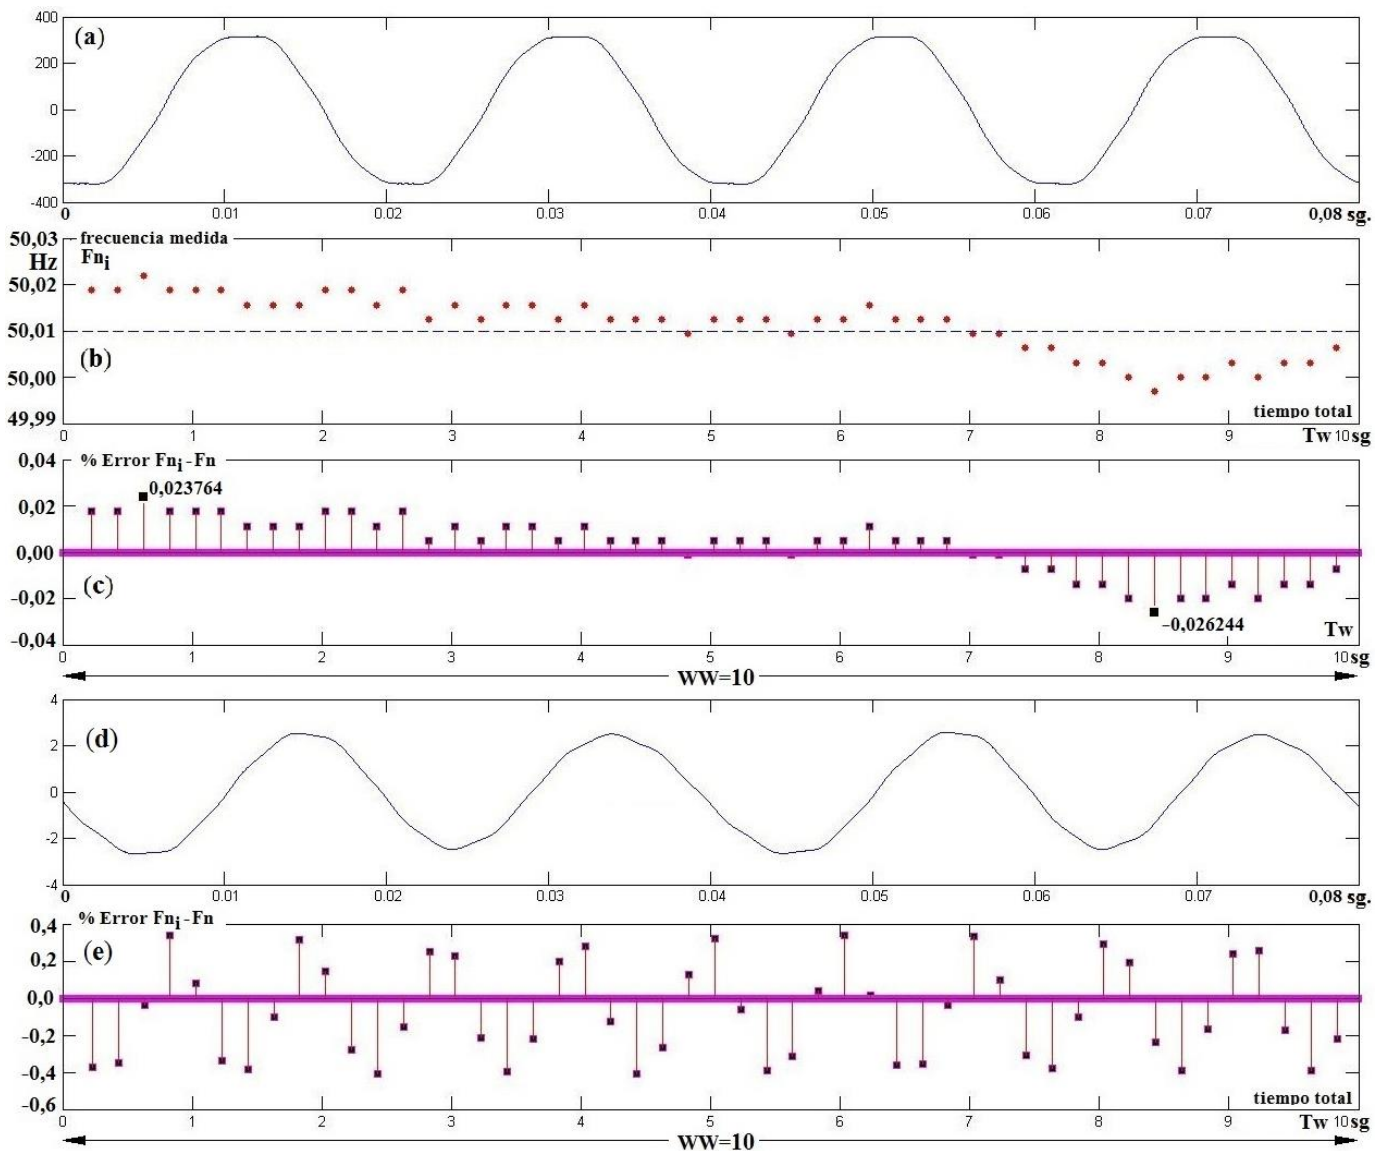 400
(a)
200
0
-200
-400
0 0.01 0.02 0.03 0.04 0.05 0.06 0.07 0,08 sg.
50,03 frecuencia medida
Hz Fni
50,02
50,01
(b)
50,00
49,99 tiempo total
0 1 2 3 4 5 6 7 8 9 Tw 10 sg
0,04 % Error Fni-Fn
0,023764
0,02
0,00
(c)
-0,02
-0,026244
-0,04 Tw
0 1 2 3 4 5 6 7 8 9 10 sg
WW=10
4
(d)
2
0
-2
-4
0 0.01 0.02 0.03 0.04 0.05 0.06 0.07 0,08 sg.
% Error Fni-Fn
0,4
(e)
0,2
0,0
-0,2
-0,4
-0,6 tiempo total
0 1 2 3 4 5 6 7 8 9 Tw 10 sg
WW=10